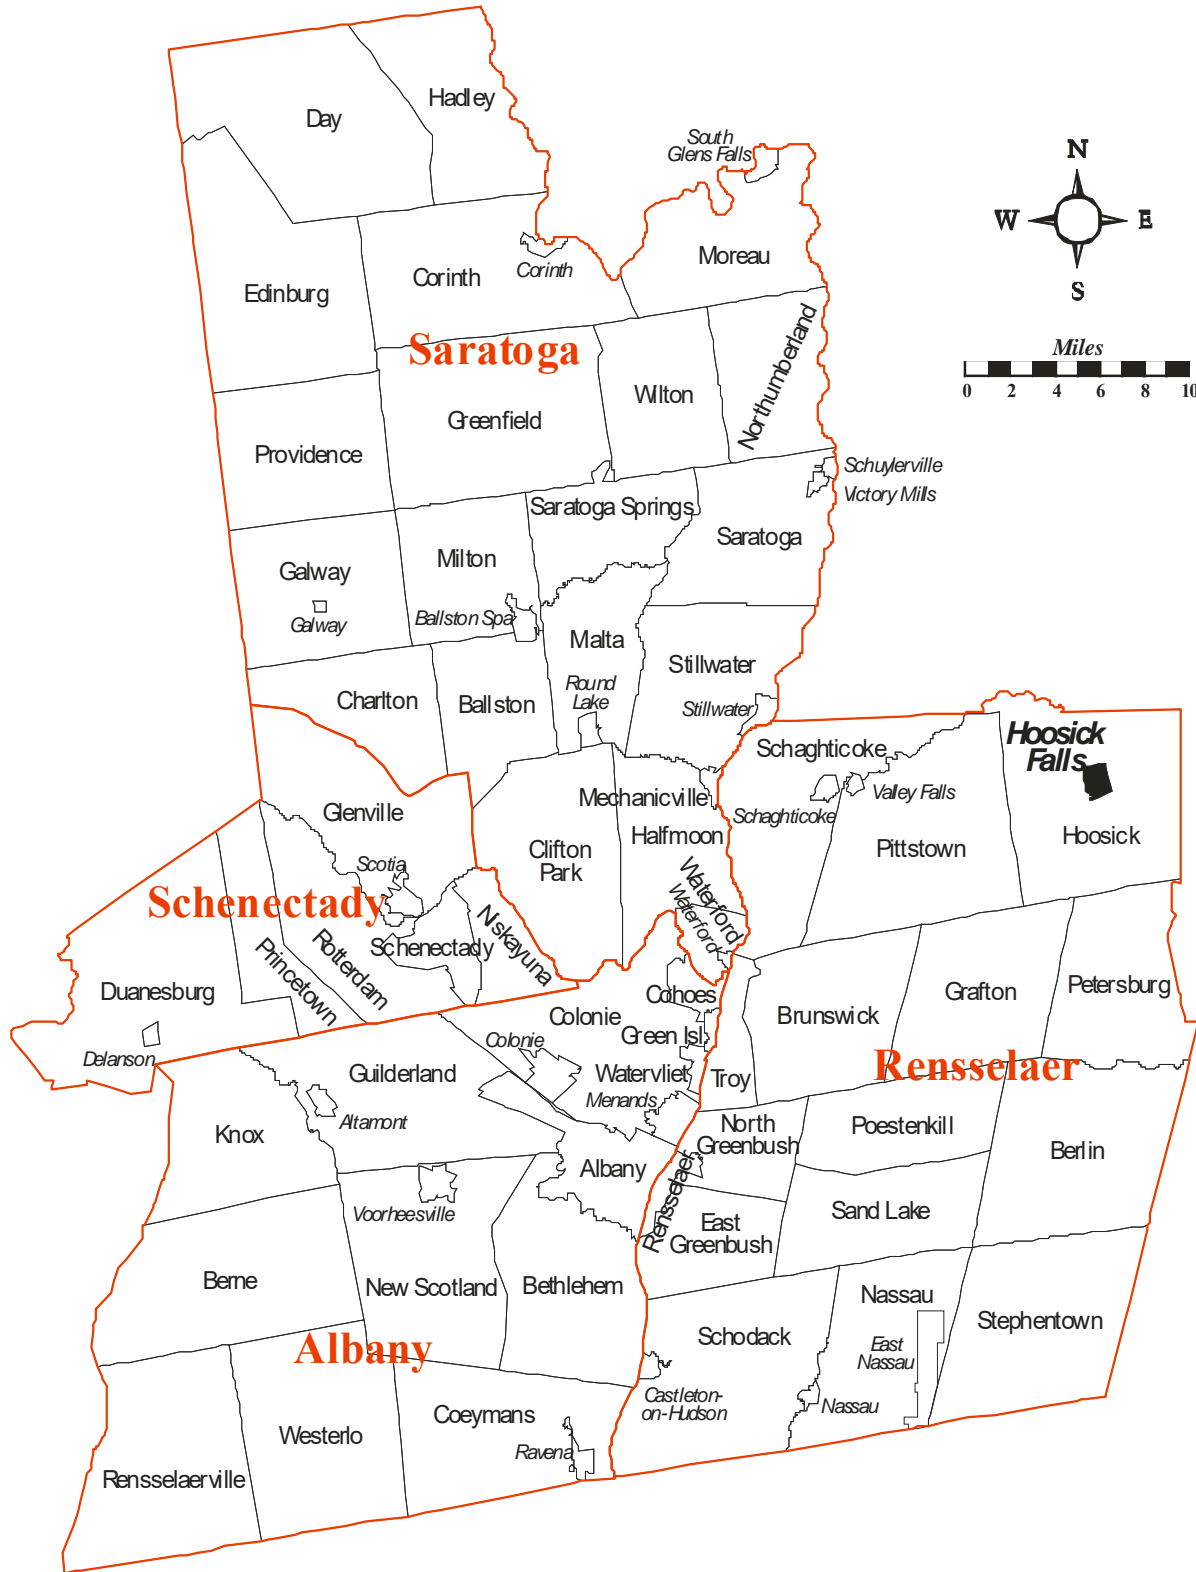 Day
Hadley
South
Glens Falls
N
W
E
S
Moreau
Edinburg
Corinth
Corinth
Saratoga
Miles
0 2 4 6 8 10
Northumberland
Wilton
Greenfield
Providence
Schuylerville
Victory Mills
Saratoga Springs
Saratoga
Milton
Galway
Galway
Ballston Spa
Malta
Stillwater
Round
Lake
Stillwater
Charlton
Ballston
Hoosick
Falls
Schaghticoke
Valley Falls
Schaghticoke
Mechanicville
Halfmoon
Hoosick
Pittstown
Glenville
Clifton
Park
Scotia
Waterford
Waterford
Schenectady
Schenectady
Niskayuna
Rotterdam
Princetown
Duanesburg
Delanson
Cohoes
Colonie
Green Isl.
Colonie
Watervliet
Menands
Troy
Brunswick
Grafton
Petersburg
Rensselaer
Guilderland
Altamont
Knox
North
Greenbush
Poestenkill
Berlin
Albany
Rensselaer
Voorheesville
East
Greenbush
Sand Lake
Berne
New Scotland
Bethlehem
Nassau
Schodack
Stephentown
Albany
East
Nassau
Castleton-
on-Hudson
Nassau
Coeymans
Westerlo
Ravena
Rensselaerville